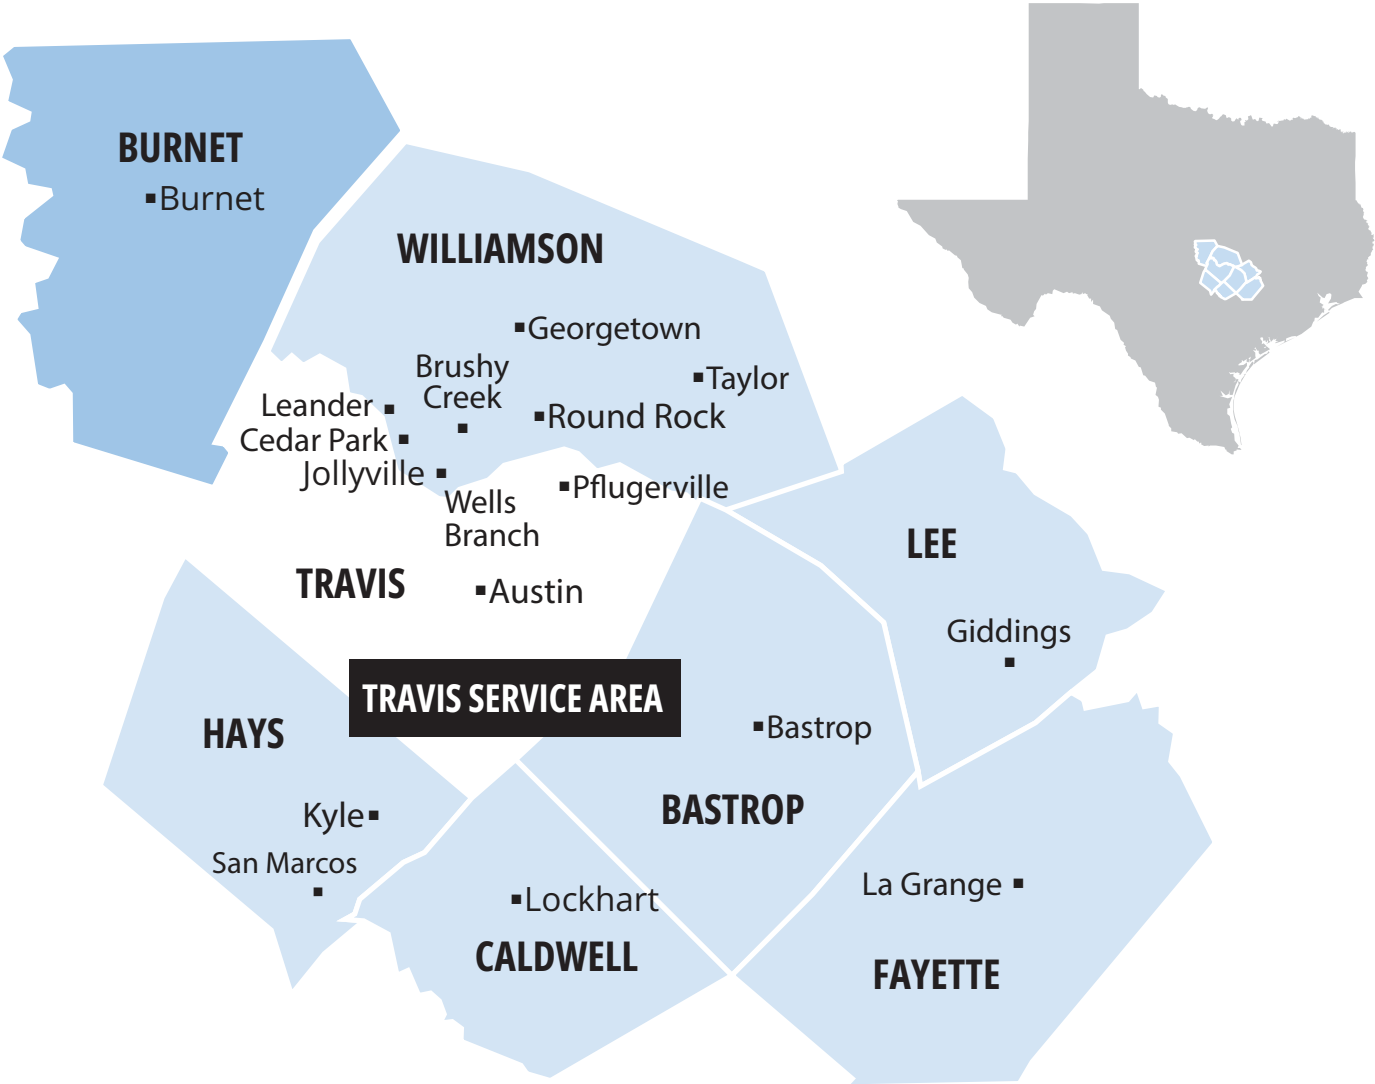 BURNET
Burnet
WILLIAMSON
Georgetown
Brushy
Creek
Taylor
Leander
Round Rock
Cedar Park
Jollyville
Pflugerville
Wells
Branch
LEE
TRAVIS
Austin
Giddings
TRAVIS SERVICE AREA
HAYS
Bastrop
BASTROP
Kyle
San Marcos
La Grange
Lockhart
CALDWELL
FAYETTE